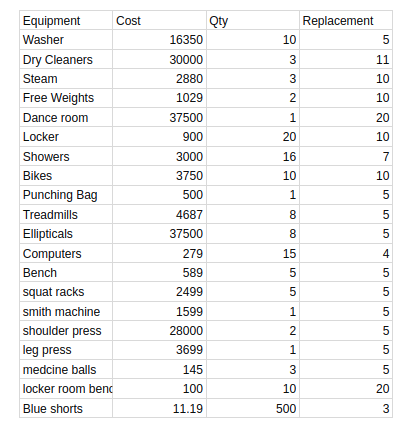 Equipment Cost Qty Replacement
Washer 16350 10 5
Dry Cleaners 30000 3 11
Steam 2880 3 10
Free Weights 1029 2 10
Dance room 37500 1 20
Locker 900 20 10
Showers 3000 16 7
Bikes 3750 10 10
Punching Bag 500 1 5
Treadmills 4687 8 5
Ellipticals 37500 8 5
Computers 279 15 4
Bench 589 5 5
squat racks 2499 5 5
smith machine 1599 1 5
shoulder press 28000 2 5
leg press 3699 1 5
medcine balls 145 3 5
locker room benc 100 10 20
Blue shorts 11.19 500 3